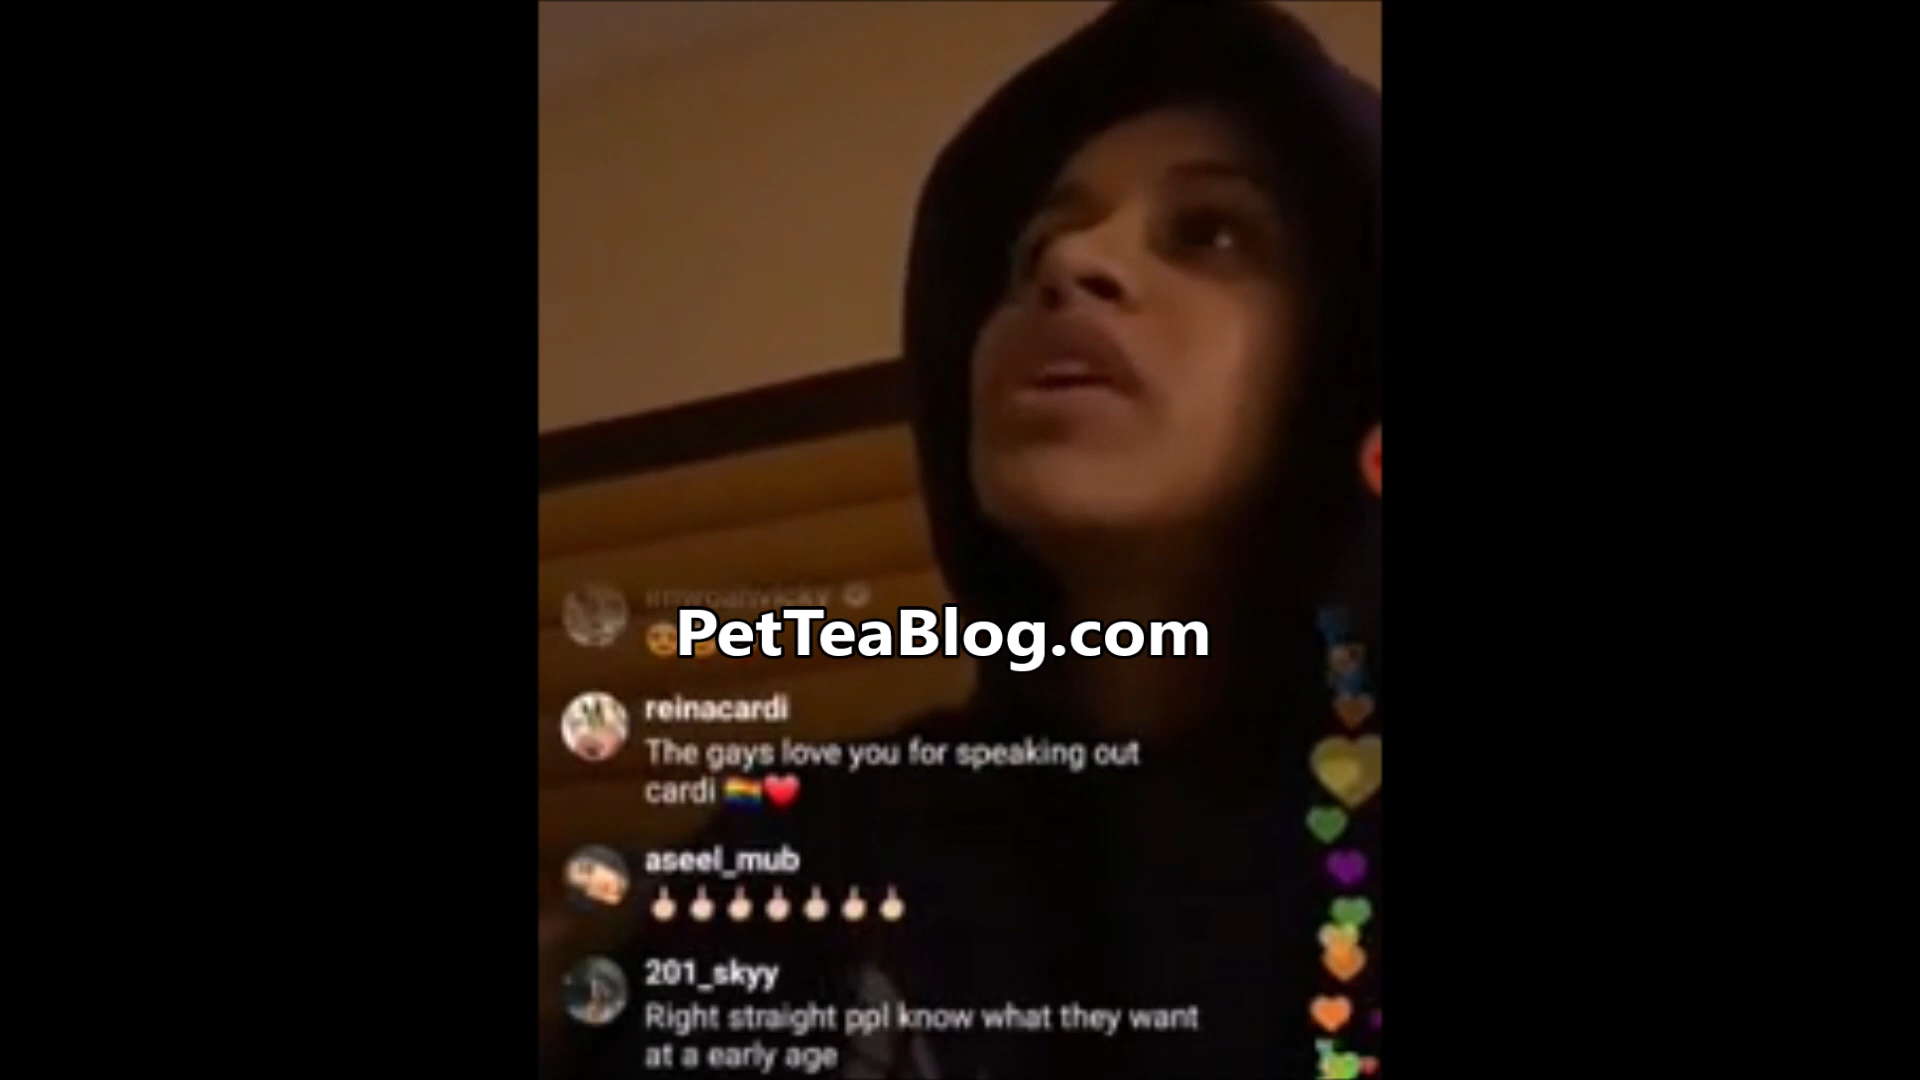 PetTeaBlog.com
reinacardi
The gays love you for speaking out
cardi 🏳️‍🌈❤️
aseel_mub
🖕🏻🖕🏻🖕🏻🖕🏻🖕🏻🖕🏻🖕🏻
201_skyy
Right straight ppl know what they want
at a early age